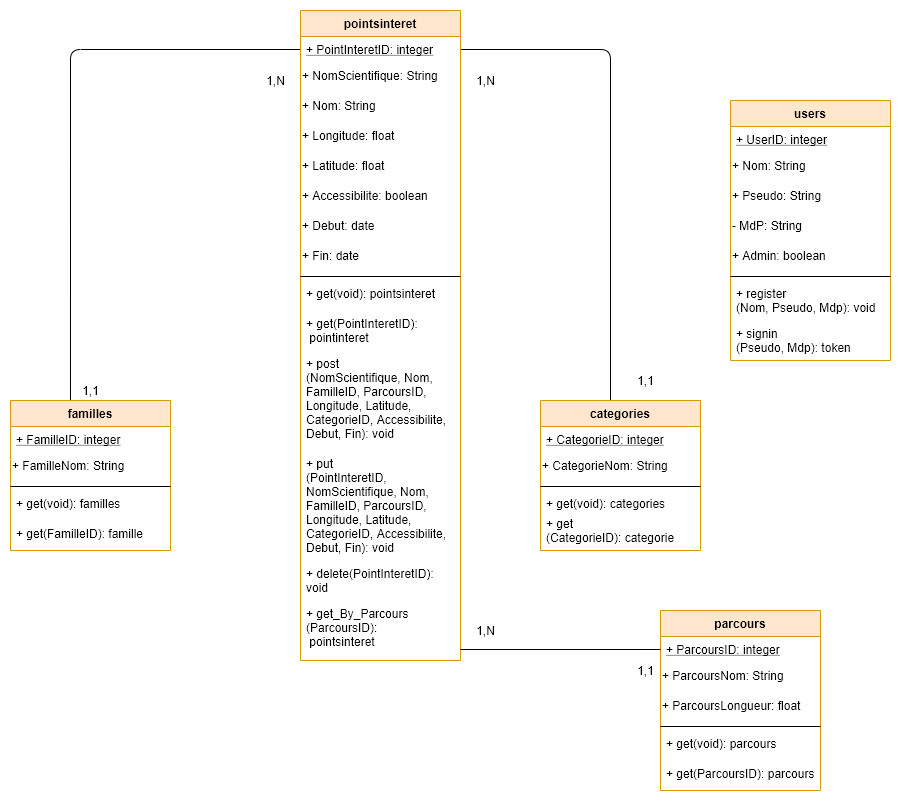 pointsinteret
+ PointInteretID: integer
1,N
1,N
+ NomScientifique: String
+ Nom: String
+ Longitude: float
+ Latitude: float
+ Accessibilite: boolean
+ Debut: date
+ Fin: date
+ get(void): pointsinteret
+ get(PointInteretID):
pointinteret
+ post
(NomScientifique, Nom,
FamilleID, ParcoursID,
Longitude, Latitude,
CategorieID, Accessibilite,
Debut, Fin): void
+ put
(PointInteretID,
NomScientifique, Nom,
FamilleID, ParcoursID,
Longitude, Latitude,
CategorieID, Accessibilite,
Debut, Fin): void
+ delete(PointInteretID):
void
+ get_By_Parcours
(ParcoursID):
pointsinteret
users
+ UserID: integer
+ Nom: String
+ Pseudo: String
- MdP: String
+ Admin: boolean
+ register
(Nom, Pseudo, Mdp): void
+ signin
(Pseudo, Mdp): token
1,1
familles
+ FamilleID: integer
+ FamilleNom: String
+ get(void): familles
+ get(FamilleID): famille
1,1
categories
+ CategorieID: integer
+ CategorieNom: String
+ get(void): categories
+ get
(CategorieID): categorie
1,N
1,1
parcours
+ ParcoursID: integer
+ ParcoursNom: String
+ ParcoursLongueur: float
+ get(void): parcours
+ get(ParcoursID): parcours